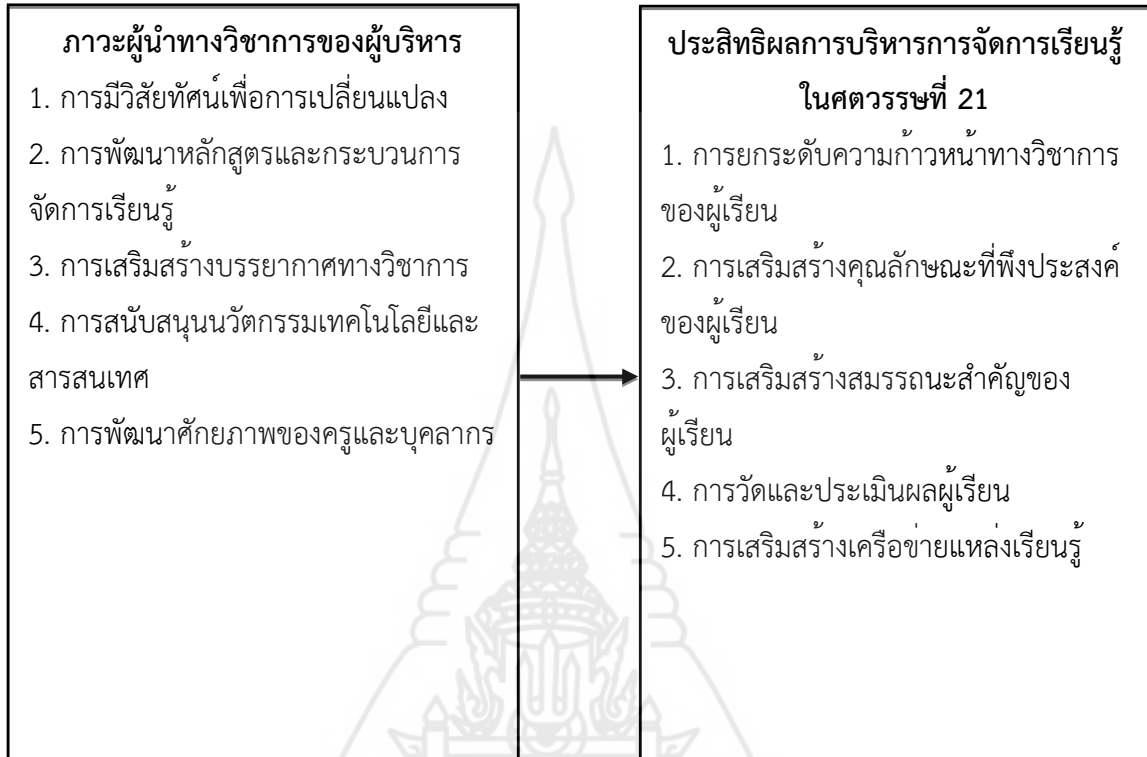 ภาวะผู้นำทางวิชาการของผู้บริหาร
1. การมีวิสัยทัศน์เพื่อการเปลี่ยนแปลง
2. การพัฒนาหลักสูตรและกระบวนการ
จัดการเรียนรู้
3. การเสริมสร้างบรรยากาศทางวิชาการ
4. การสนับสนุนนวัตกรรมเทคโนโลยีและ
สารสนเทศ
5. การพัฒนาศักยภาพของครูและบุคลากร
ประสิทธิผลการบริหารการจัดการเรียนรู้
ในศตวรรษที่ 21
1. การยกระดับความก้าวหน้าทางวิชาการ
ของผู้เรียน
2. การเสริมสร้างคุณลักษณะที่พึงประสงค์
ของผู้เรียน
3. การเสริมสร้างสมรรถนะสำคัญของ
ผู้เรียน
4. การวัดและประเมินผลผู้เรียน
5. การเสริมสร้างเครือข่ายแหล่งเรียนรู้